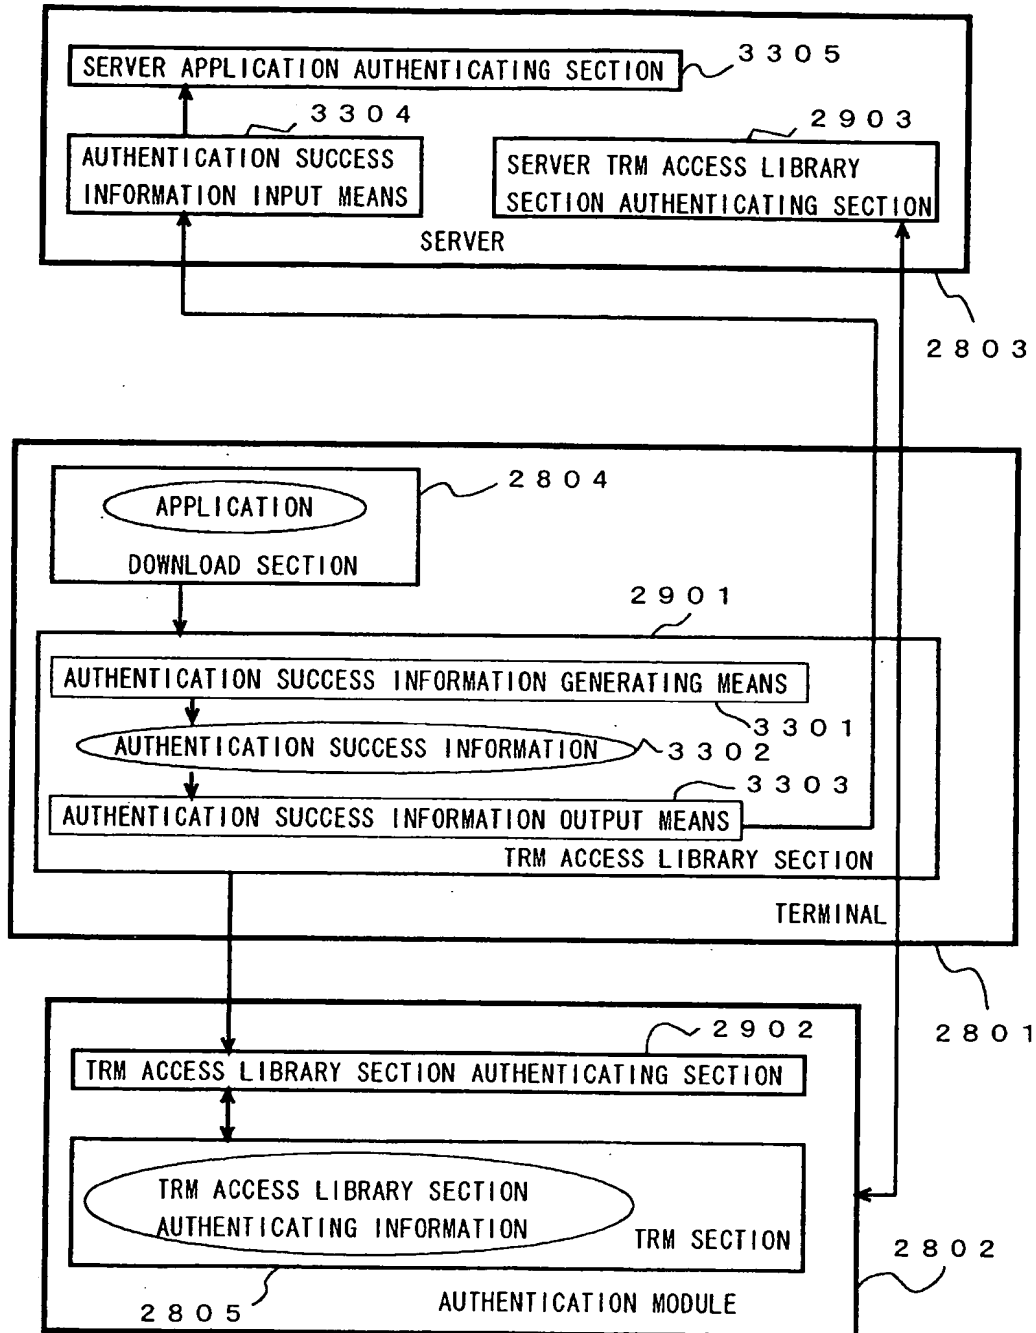 SERVER APPLICATION AUTHENTICATING SECTION
3305
3304
AUTHENTICATION SUCCESS
INFORMATION INPUT MEANS
2903
SERVER TRM ACCESS LIBRARY
SECTION AUTHENTICATING SECTION
SERVER
2803
2804
APPLICATION
DOWNLOAD SECTION
2901
AUTHENTICATION SUCCESS INFORMATION GENERATING MEANS
3301
AUTHENTICATION SUCCESS INFORMATION
3302
3303
AUTHENTICATION SUCCESS INFORMATION OUTPUT MEANS
TRM ACCESS LIBRARY SECTION
TERMINAL
2801
2902
TRM ACCESS LIBRARY SECTION AUTHENTICATING SECTION
TRM ACCESS LIBRARY SECTION
AUTHENTICATING INFORMATION
TRM SECTION
2802
2805
AUTHENTICATION MODULE